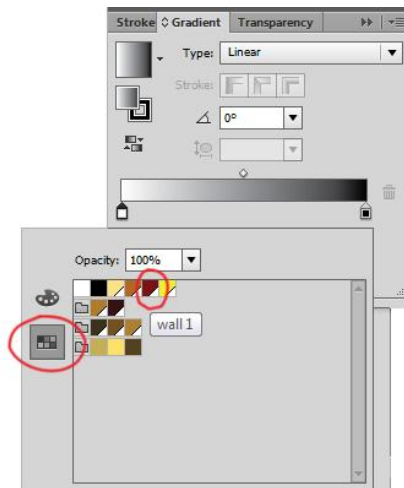 Stroke Gradient Transparency
Type: Linear
Stroke:
0°
Opacity: 100%
wall 1